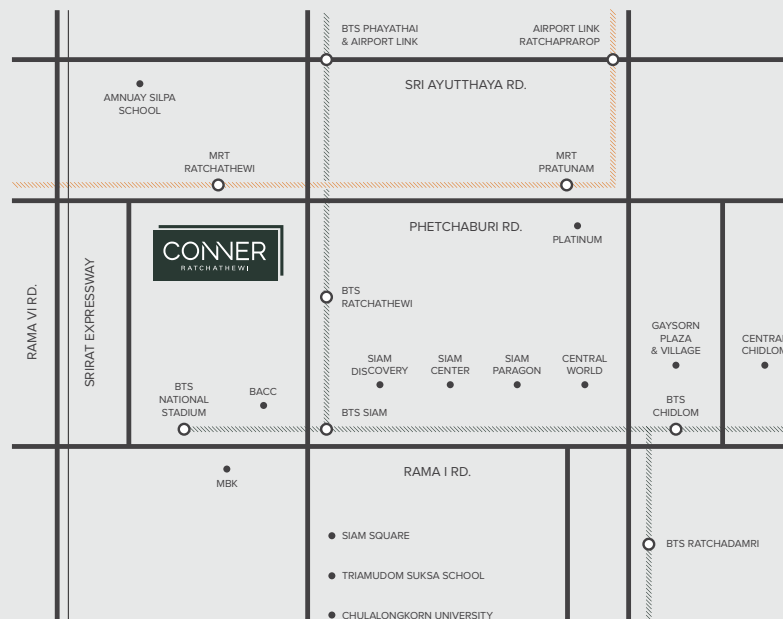 BTS PHAYATHAI
& AIRPORT LINK
AIRPORT LINK
RATCHAPRAROP
SRI AYUTTHAYA RD.
AMNUAY SILPA
SCHOOL
MRT
RATCHATHEWI
MRT
PRATUNAM
PHETCHABURI RD.
PLATINUM
CONNER
RATCHATHEWI
RAMA VI RD.
SRIRAT EXPRESSWAY
BTS
RATCHATHEWI
GAYSORN
PLAZA
& VILLAGE
CENTRAL
CHIDLOM
SIAM
DISCOVERY
SIAM
CENTER
SIAM
PARAGON
CENTRAL
WORLD
BTS
NATIONAL
STADIUM
BACC
BTS SIAM
BTS
CHIDLOM
MBK
RAMA I RD.
SIAM SQUARE
BTS RATCHADAMRI
TRIAMUDOM SUKSA SCHOOL
CHULALONGKORN UNIVERSITY